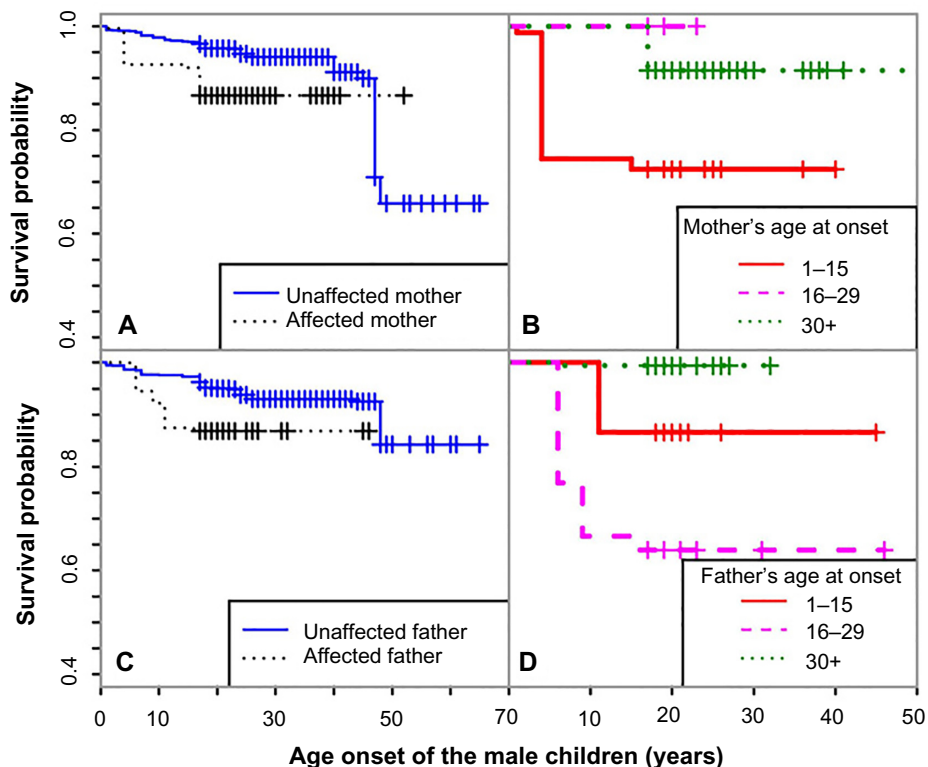 1.0
0.8
0.6
0.4
Survival probability
A
Unaffected mother
Affected mother
B
Mother’s age at onset
1–15
16–29
30+
0.8
0.6
0.4
Survival probability
C
Unaffected father
Affected father
D
Father’s age at onset
1–15
16–29
30+
0 10 30 50 70 10 20 30 40 50
Age onset of the male children (years)